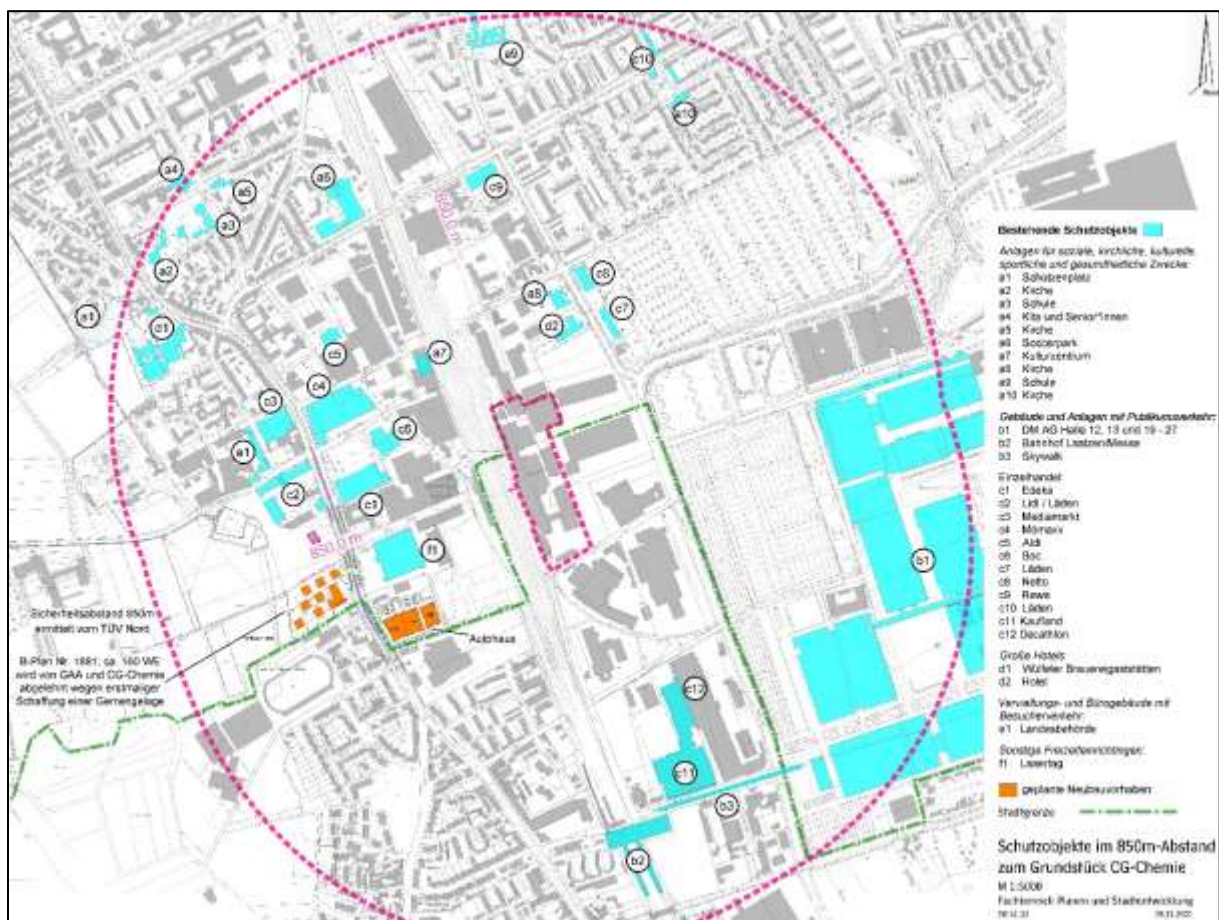 a9
c10
a10
a4
a5
a6
c9
a3
850.0 m
a2
c8
a8
a1
c1
d2
c7
c5
a7
c4
c3
c6
e1
c2
850.0 m
f1
b1
Sicherheitsabstand 850m
ermittelt vom TÜV Nord
Autohaus
B-Plan Nr. 1881; ca. 160 WE
wird von GAA und CG-Chemie
abgelehnt wegen erstmaliger
Schaffung einer Gemengelage
c12
c11
b3
b2
Bestehende Schutzobjekte
Anlagen für soziale, kirchliche, kulturelle,
sportliche und gesundheitliche Zwecke:
a1 Schützenplatz
a2 Kirche
a3 Schule
a4 Kita und Senior*innen
a5 Kirche
a6
a7 Kulturzentrum
a8 Kirche
a9 Schule
a10 Kirche
Gebäude und Anlagen mit Publikumsverkehr:
b1 DM AG Halle 12, 13 und 19 - 27
b2 Bahnhof Laatzen/Messe
b3 Skywalk
Einzelhandel
c1 Edeka
c2 Lidl / Läden
c3 Mediamarkt
c4 Mömax
c5 Aldi
c6 Boc
c7 Läden
c8 Netto
c9 Rewe
c10 Läden
c11 Kaufland
c12 Decathlon
Große Hotels:
d1 Wülfeler Brauereigaststätten
d2 Hotel
Verwaltungs- und Bürogebäude mit
Besucherverkehr:
e1 Landesbehörde
Sonstige Freizeiteinrichtungen:
f1 Lasertag
geplante Neubauvorhaben
Stadtgrenze
Schutzobjekte im 850m-Abstand
zum Grundstück CG-Chemie
M 1:5000
Fachbereich Planen und Stadtentwicklung